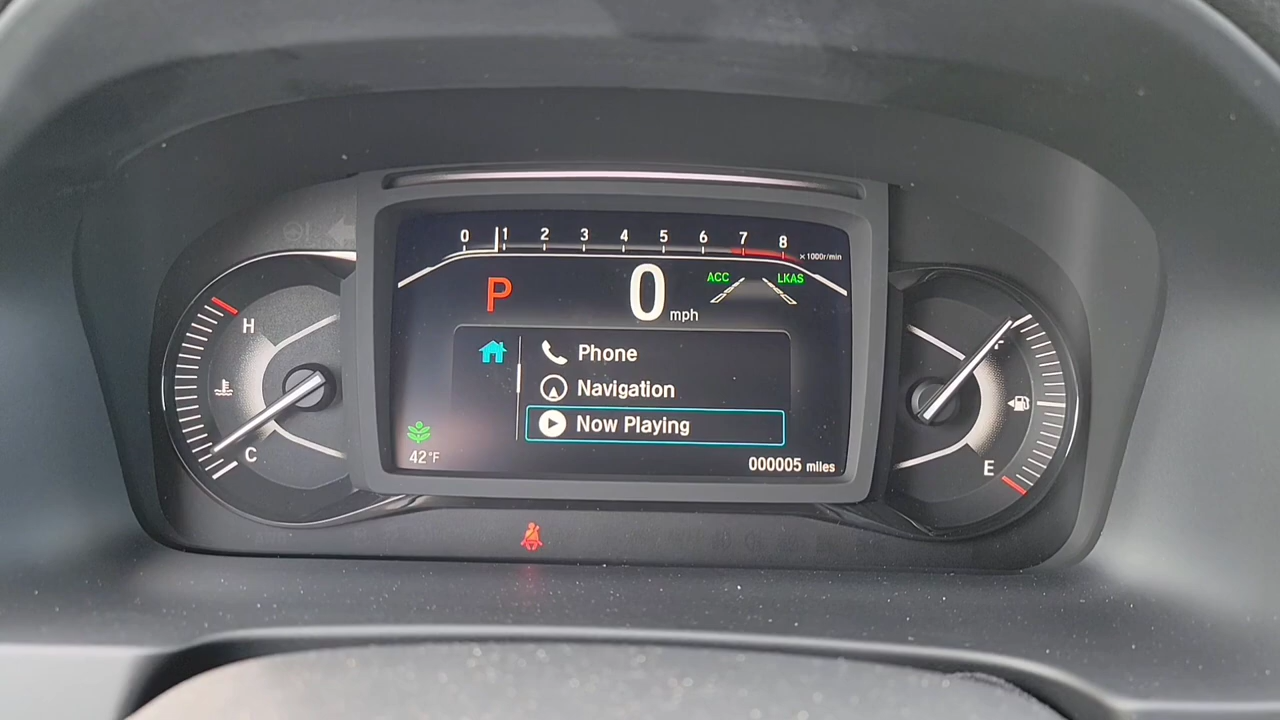 0 1 2 3 4 5 6 7 8
x1000r/min
P
0 mph
ACC
LKAS
H
C
Phone
Navigation
Now Playing
42°F
000005 miles
E